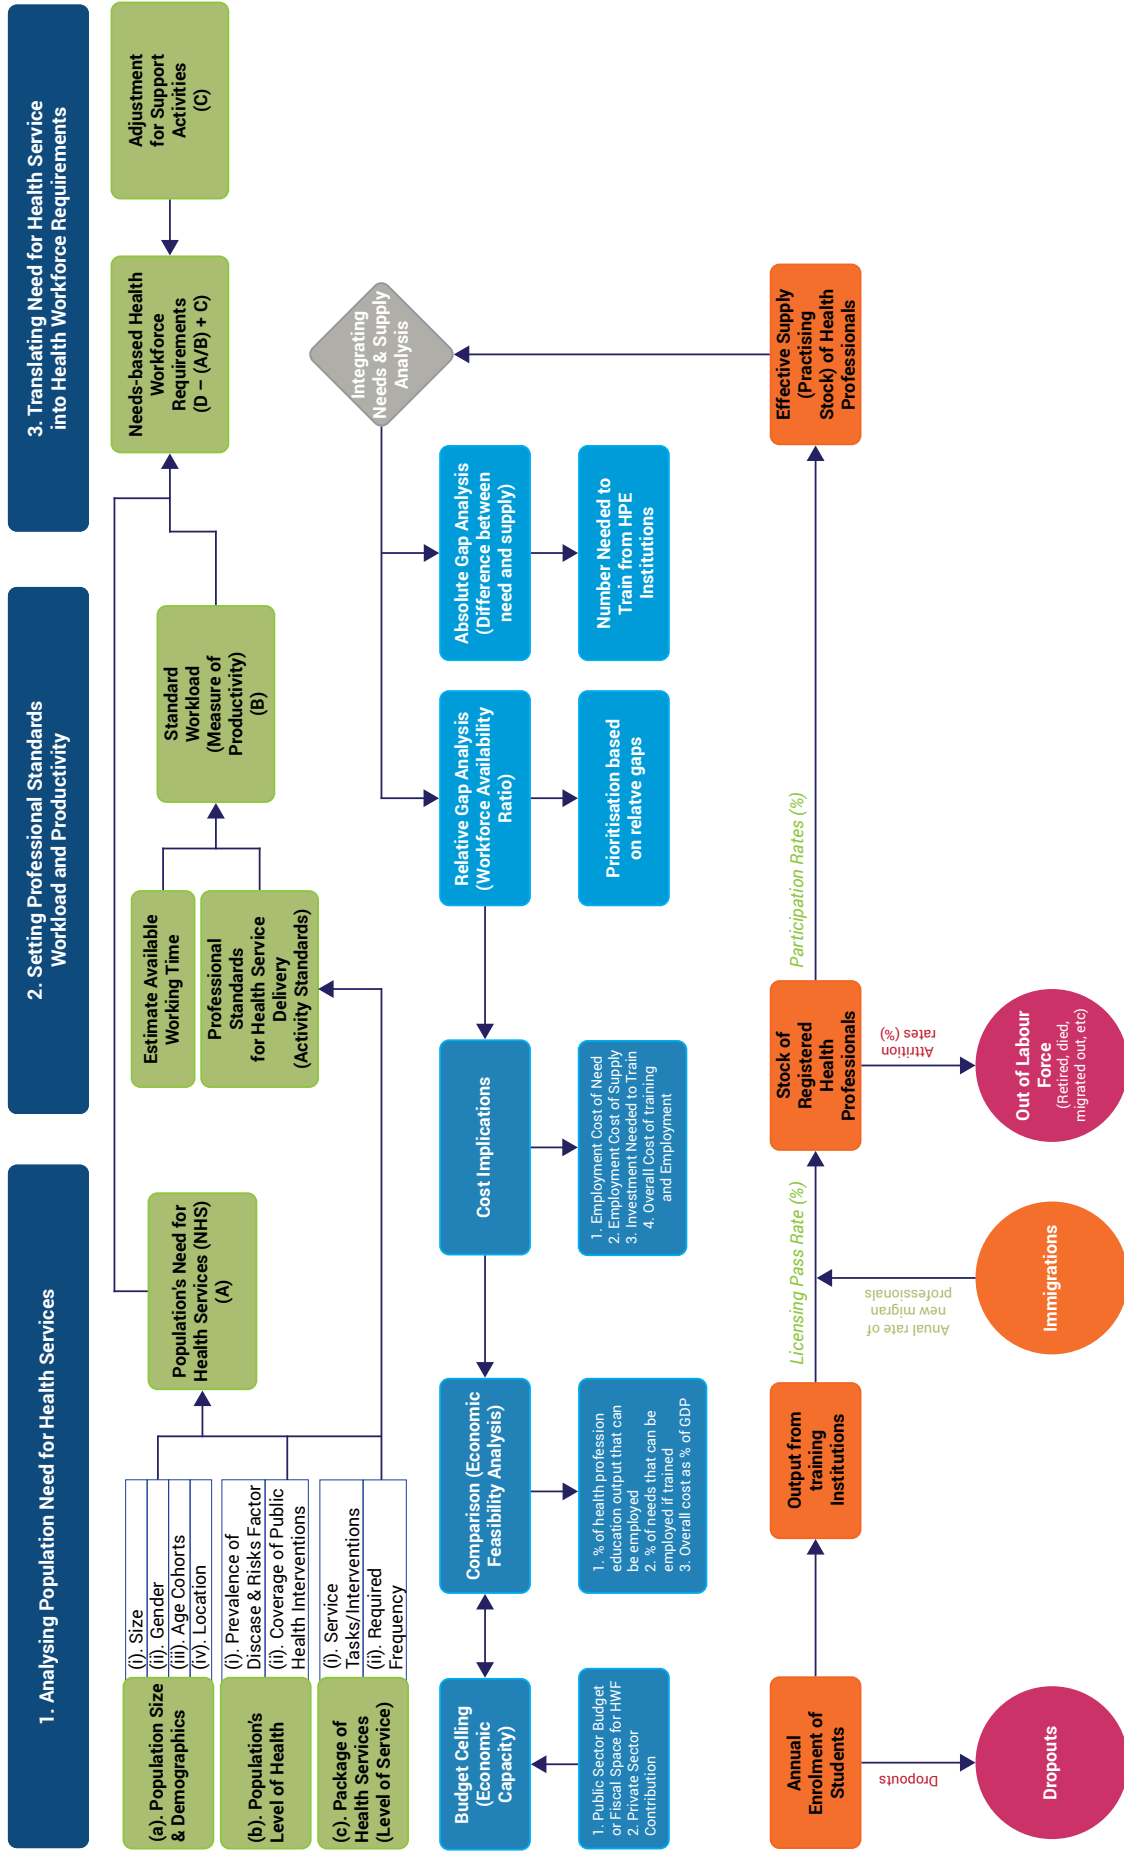 1. Analysing Population Need for Health Services
2. Setting Professional Standards
Workload and Productivity
3. Translating Need for Health Service
into Health Workforce Requirements
(a). Population Size
& Demographics
(i). Size
(ii). Gender
(iii). Age Cohorts
(iv). Location
(b). Population's
Level of Health
(i). Prevalence of
Discase & Risks Factor
(ii). Coverage of Public
Health Interventions
(c). Package of
Health Services
(Level of Service)
(i). Service
Tasks/Interventions
(ii). Required
Frequency
Population's Need for
Health Services (NHS)
(A)
Estimate Available
Working Time
Professional
Standards
for Health Service
Delivery
(Activity Standards)
Standard
Workload
(Measure of
Productivity)
(B)
Needs-based Health
Workforce
Requirements
(D – (A/B) + C)
Adjustment
for Support
Activities
(C)
Integrating
Needs & Supply
Analysis
Budget Celling
(Economic
Capacity)
1. Public Sector Budget
or Fiscal Space for HWF
2. Private Sector
Contribution
Comparison (Economic
Feasibility Analysis)
1. % of health profession
education output that can
be employed
2. % of needs that can be
employed if trained
3. Overall cost as % of GDP
Cost Implications
1. Employment Cost of Need
2. Employment Cost of Supply
3. Investment Needed to Train
4. Overall Cost of training
and Employment
Relative Gap Analysis
(Workforce Availability
Ratio)
Prioritisation based
on relatve gaps
Absolute Gap Analysis
(Difference between
need and supply)
Number Needed to
Train from HPE
Institutions
Annual
Enrolment of
Students
Dropouts
Dropouts
Output from
training
Institutions
Licensing Pass Rate (%)
Anual rate of
new migran
professionals
Immigrations
Stock of
Registered
Health
Professionals
Attrition
rates (%)
Out of Labour
Force
(Retired, died,
migrated out, etc)
Participation Rates (%)
Effective Supply
(Practising
Stock) of Health
Professionals